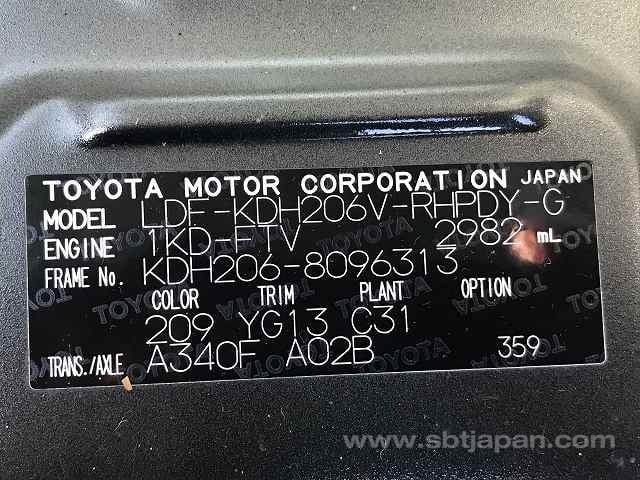 TOYOTA MOTOR CORPORATION JAPAN
MODEL LDF-KDH206V-RHPDY-G
ENGINE 1KD-FTV 2982 mL
FRAME No. KDH206-8096313
COLOR TRIM PLANT OPTION
209 YG13 C31
TRANS./AXLE A340F A02B 359
www.sbtjapan.com